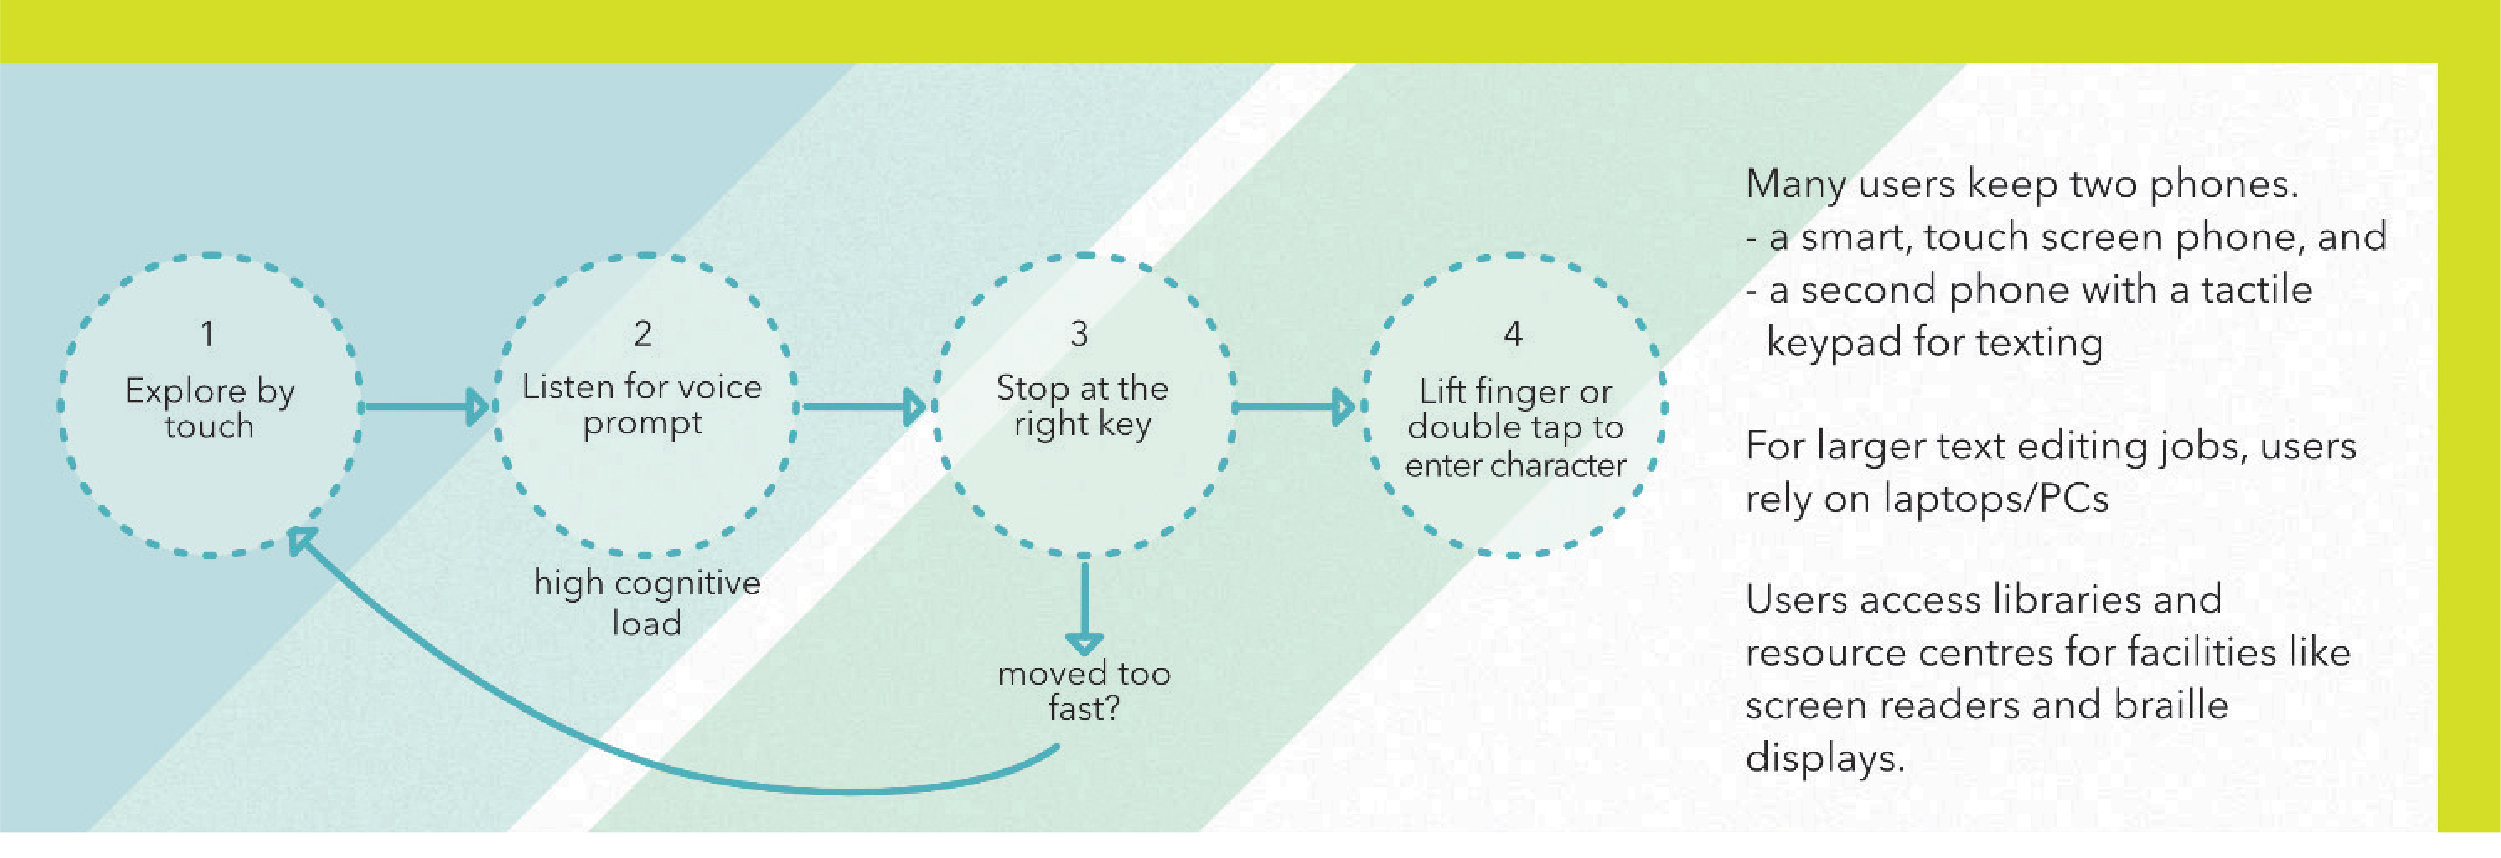 1
Explore by
touch
2
Listen for voice
prompt
high cognitive
load
3
Stop at the
right key
moved too
fast?
4
Lift finger or
double tap to
enter character
Many users keep two phones.
- a smart, touch screen phone, and
- a second phone with a tactile
keypad for texting
For larger text editing jobs, users
rely on laptops/PCs
Users access libraries and
resource centres for facilities like
screen readers and braille
displays.